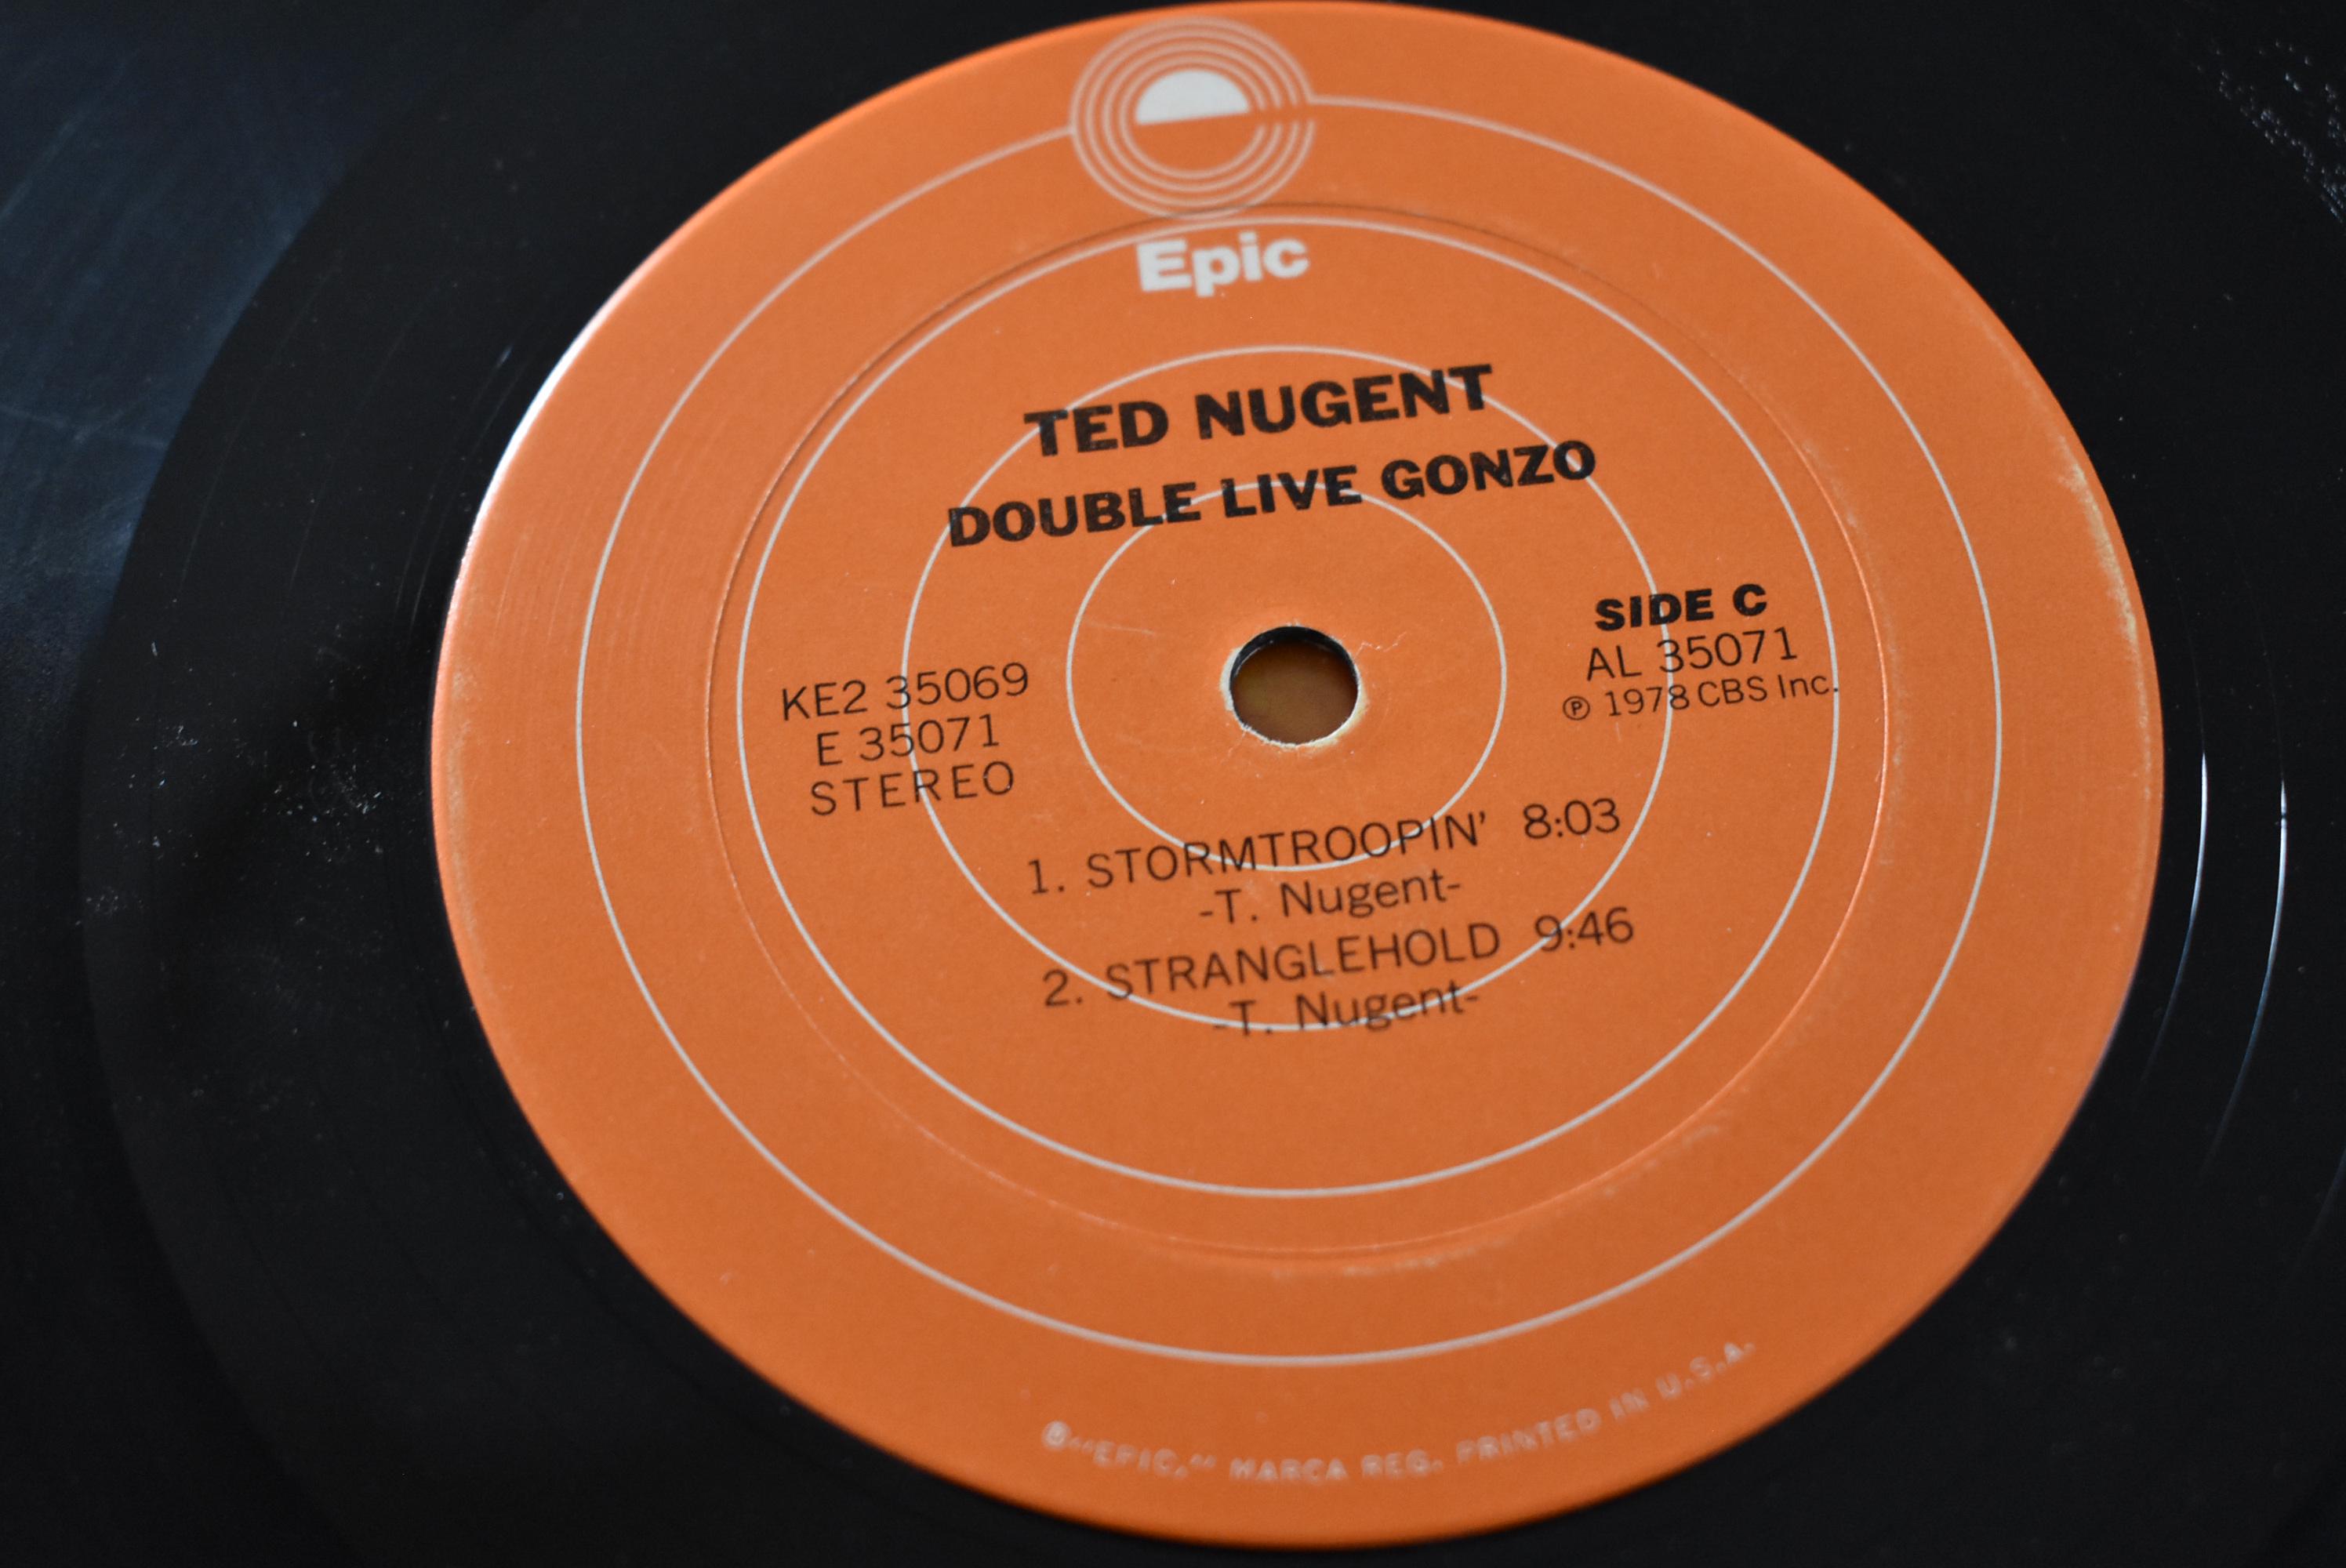 Epic
TED NUGENT
DOUBLE LIVE GONZO
SIDE C
AL 35071
℗ 1978 CBS Inc.
KE2 35069
E 35071
STEREO
1. STORMTROOPIN' 8:03
-T. Nugent-
2. STRANGLEHOLD 9:46
-T. Nugent-
®"EPIC," MARCA REG. PRINTED IN U.S.A.